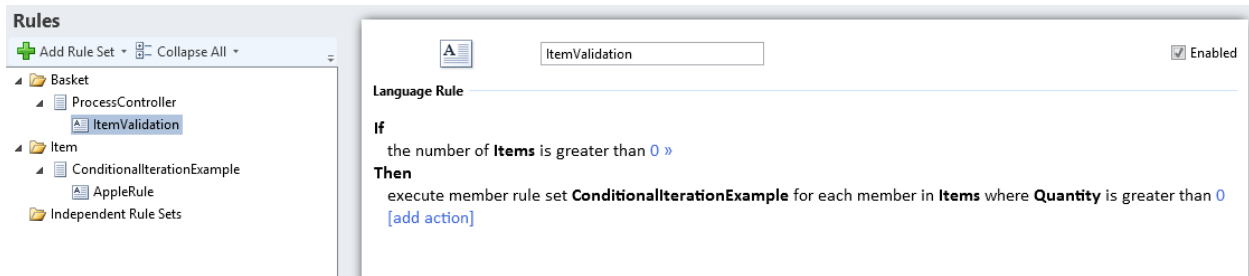 Rules
Add Rule Set Collapse All
Basket
ProcessController
ItemValidation
Item
ConditionalIterationExample
AppleRule
Independent Rule Sets
ItemValidation
Enabled
Language Rule
If
the number of Items is greater than 0 »
Then
execute member rule set ConditionalIterationExample for each member in Items where Quantity is greater than 0
[add action]